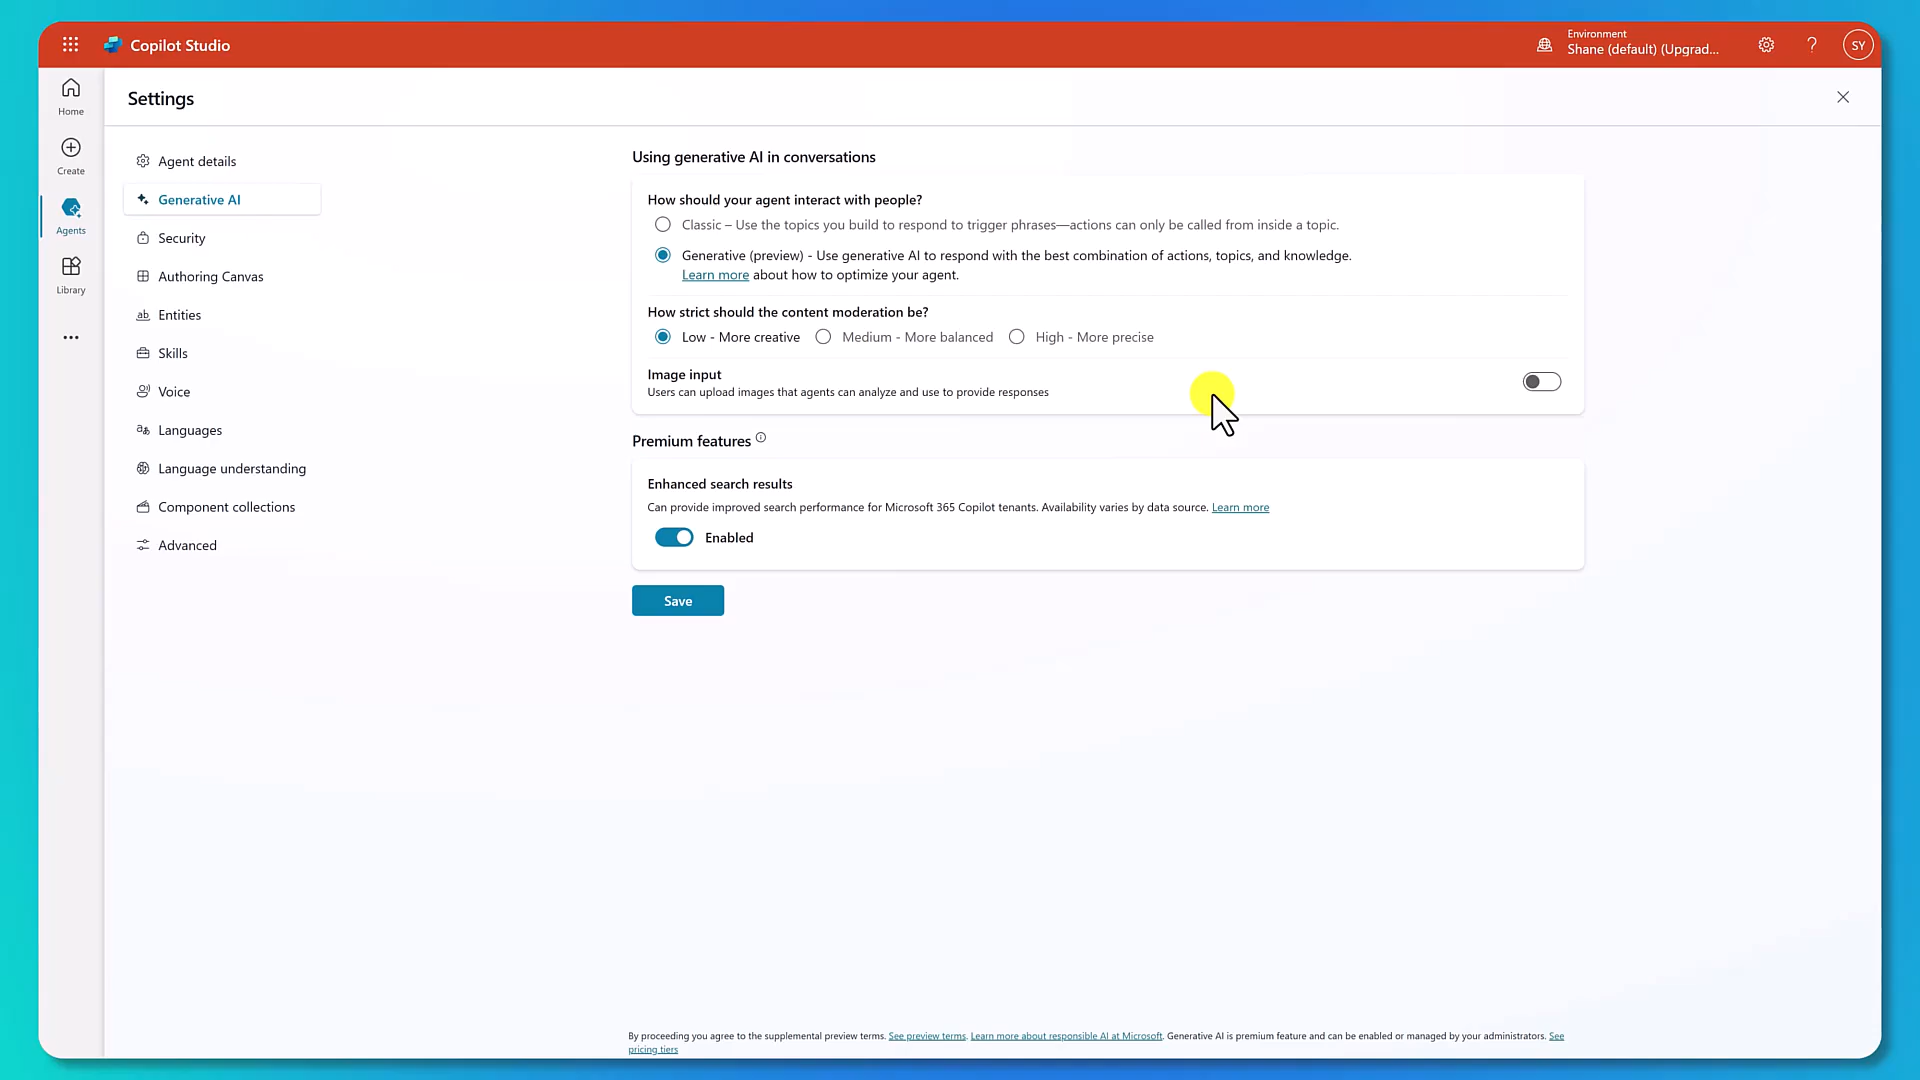 Copilot Studio
Environment
Shane (default) (Upgrad...
?
SY
Home
Create
Agents
Library
Settings
Agent details
Generative AI
Security
Authoring Canvas
Entities
Skills
Voice
Languages
Language understanding
Component collections
Advanced
Using generative AI in conversations
How should your agent interact with people?
Classic – Use the topics you build to respond to trigger phrases—actions can only be called from inside a topic.
Generative (preview) - Use generative AI to respond with the best combination of actions, topics, and knowledge.
Learn more about how to optimize your agent.
How strict should the content moderation be?
Low - More creative Medium - More balanced High - More precise
Image input
Users can upload images that agents can analyze and use to provide responses
Premium features
Enhanced search results
Can provide improved search performance for Microsoft 365 Copilot tenants. Availability varies by data source. Learn more
Enabled
Save
By proceeding you agree to the supplemental preview terms. See preview terms. Learn more about responsible AI at Microsoft. Generative AI is premium feature and can be enabled or managed by your administrators. See
pricing tiers